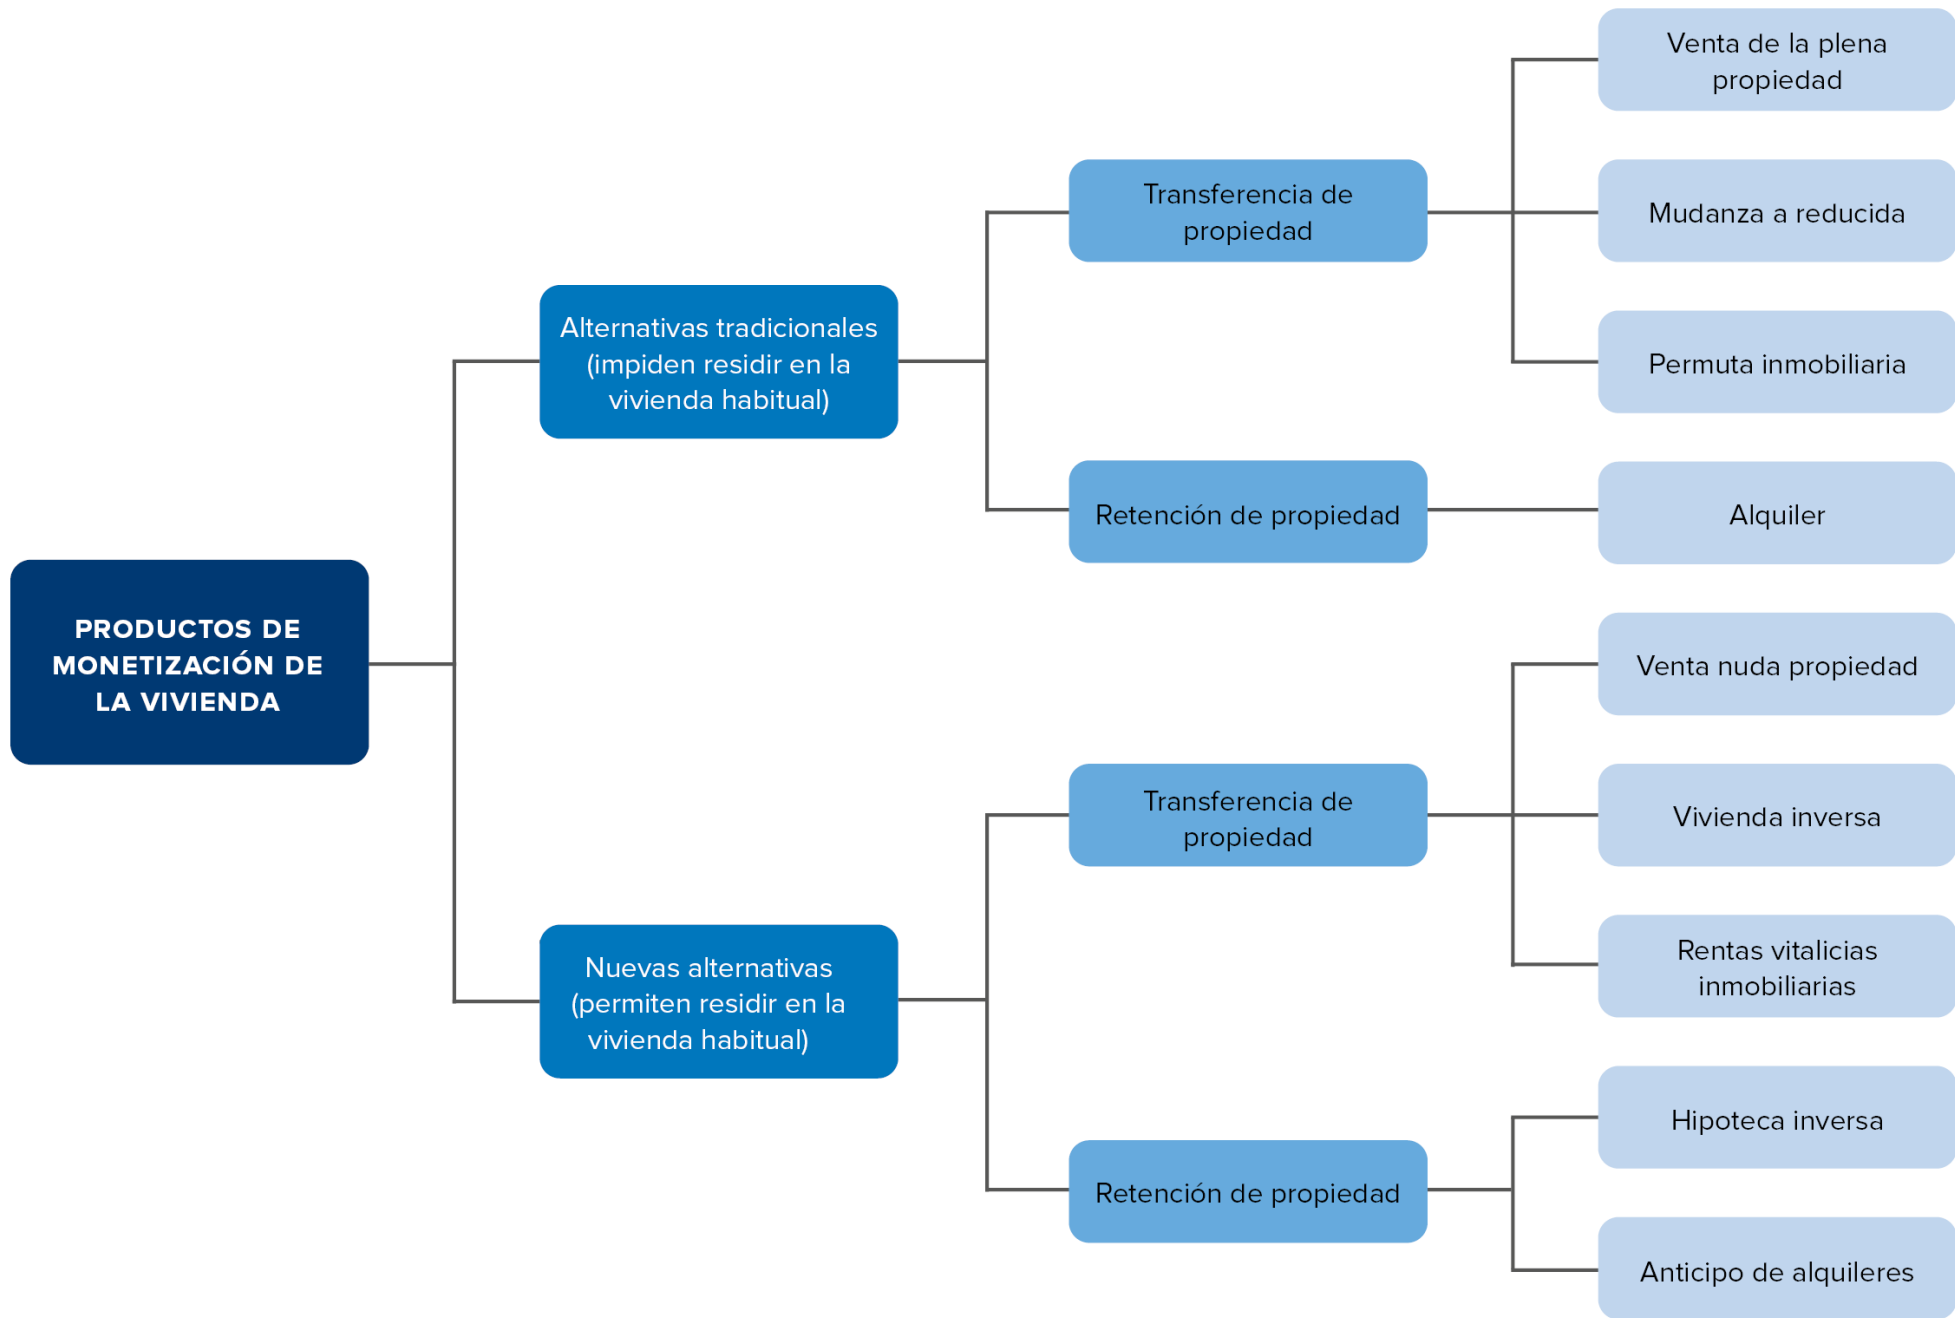 PRODUCTOS DE
MONETIZACIÓN DE
LA VIVIENDA
Alternativas tradicionales
(impiden residir en la
vivienda habitual)
Transferencia de
propiedad
Venta de la plena
propiedad
Mudanza a reducida
Permuta inmobiliaria
Retención de propiedad
Alquiler
Nuevas alternativas
(permiten residir en la
vivienda habitual)
Transferencia de
propiedad
Venta nuda propiedad
Vivienda inversa
Rentas vitalicias
inmobiliarias
Retención de propiedad
Hipoteca inversa
Anticipo de alquileres